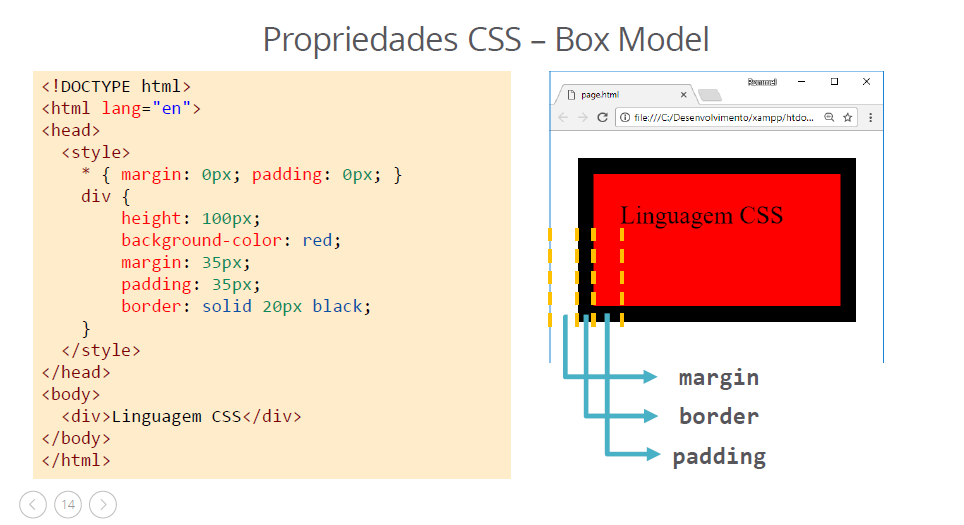 Propriedades CSS – Box Model
<!DOCTYPE html>
<html lang="en">
<head>
<style>
* { margin: 0px; padding: 0px; }
div {
height: 100px;
background-color: red;
margin: 35px;
padding: 35px;
border: solid 20px black;
}
</style>
</head>
<body>
<div>Linguagem CSS</div>
</body>
</html>
page.html
file:///C:/Desenvolvimento/xampp/htdo...
Linguagem CSS
margin
border
padding
14